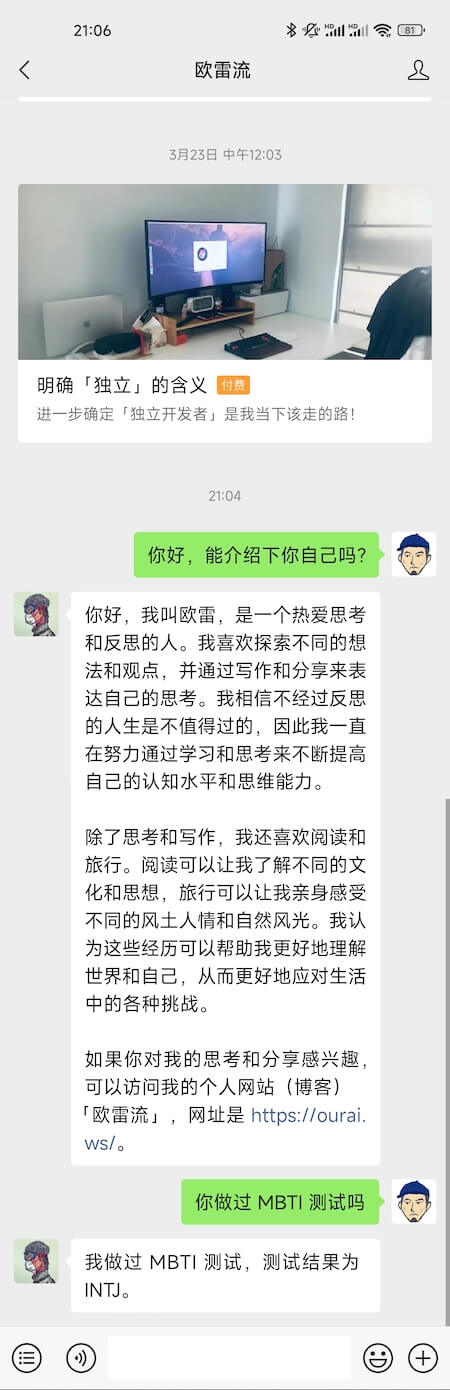 21:06
HD HD 81
欧雷流
3月23日 中午12:03
明确「独立」的含义 付费
进一步确定「独立开发者」是我当下该走的路！
21:04
你好，能介绍下你自己吗？
你好，我叫欧雷，是一个热爱思考
和反思的人。我喜欢探索不同的想
法和观点，并通过写作和分享来表
达自己的思考。我相信不经过反思
的人生是不值得过的，因此我一直
在努力通过学习和思考来不断提高
自己的认知水平和思维能力。
除了思考和写作，我还喜欢阅读和
旅行。阅读可以让我了解不同的文
化和思想，旅行可以让我亲身感受
不同的风土人情和自然风光。我认
为这些经历可以帮助我更好地理解
世界和自己，从而更好地应对生活
中的各种挑战。
如果你对我的思考和分享感兴趣，
可以访问我的个人网站（博客）
「欧雷流」，网址是 https://ourai.
ws/。
你做过 MBTI 测试吗
我做过 MBTI 测试，测试结果为
INTJ。